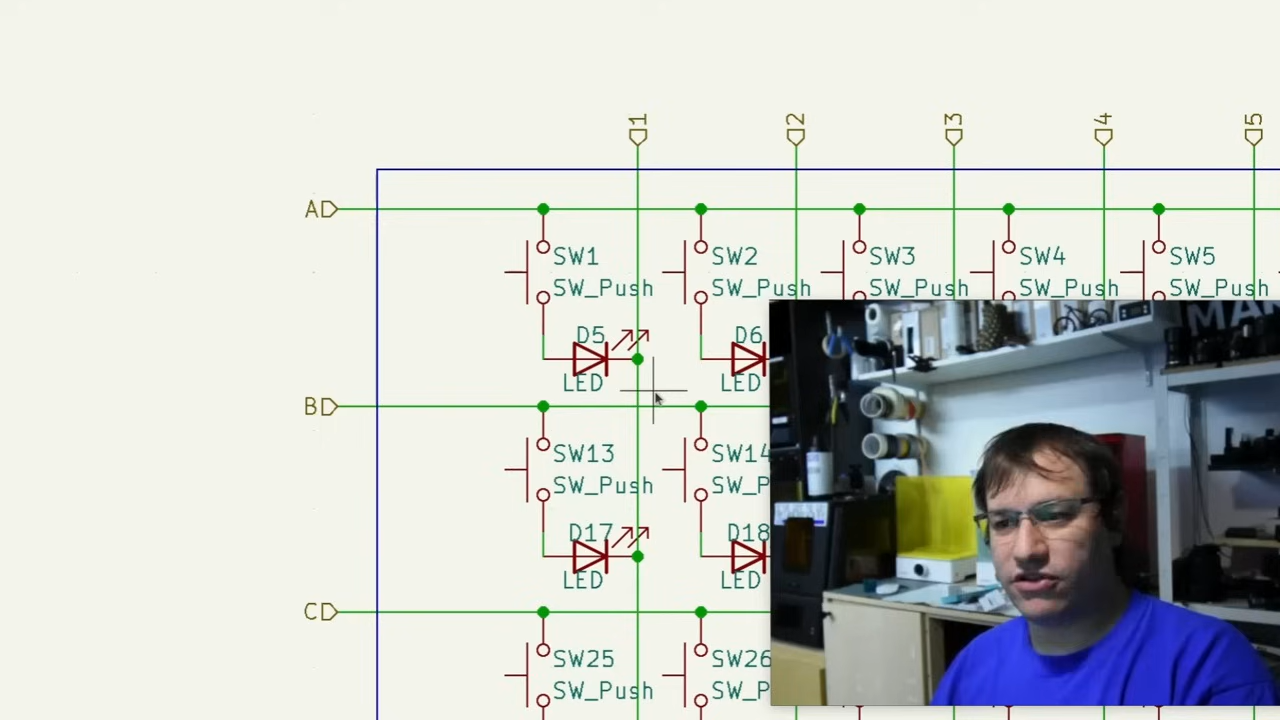 1 2 3 4 5
A
SW1 SW2 SW3 SW4 SW5
SW_Push SW_Push SW_Push SW_Push SW_Push
D5 D6
LED LED
B
SW13 SW14
SW_Push SW_P
D17 D18
LED LED
C
SW25 SW26
SW_Push SW_P